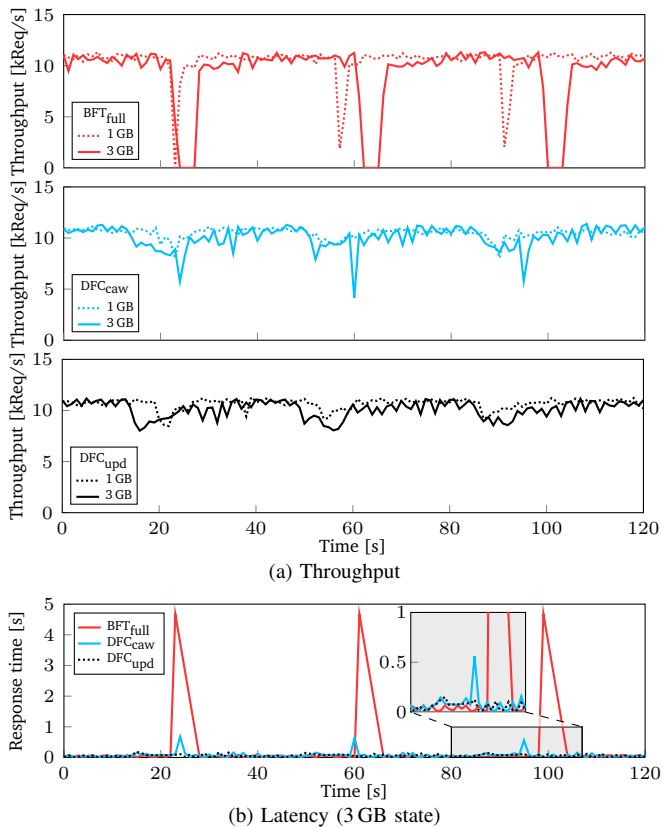 15
10
5
0
Throughput [kReq/s]
BFTfull
1 GB
3 GB
15
10
5
0
Throughput [kReq/s]
DFCcaw
1 GB
3 GB
15
10
5
0
Throughput [kReq/s]
DFCupd
1 GB
3 GB
0 20 40 60 80 100 120
Time [s]
(a) Throughput
5
4
3
2
1
0
Response time [s]
BFTfull
DFCcaw
DFCupd
1
0.5
0
0 20 40 60 80 100 120
Time [s]
(b) Latency (3 GB state)